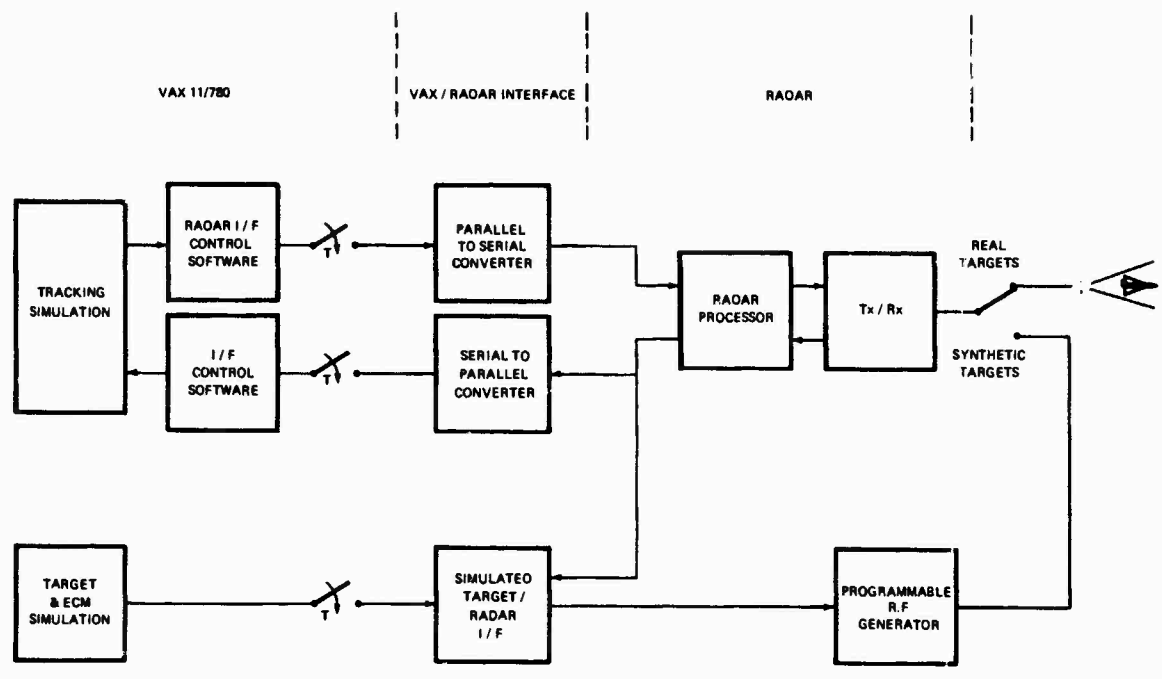 VAX 11/780
VAX / RADAR INTERFACE
RADAR
RADAR I / F
CONTROL
SOFTWARE
T
PARALLEL
TO SERIAL
CONVERTER
REAL
TARGETS
TRACKING
SIMULATION
RADAR
PROCESSOR
Tx / Rx
I / F
CONTROL
SOFTWARE
T
SERIAL TO
PARALLEL
CONVERTER
SYNTHETIC
TARGETS
TARGET
& ECM
SIMULATION
T
SIMULATED
TARGET /
RADAR
I / F
PROGRAMMABLE
R.F
GENERATOR